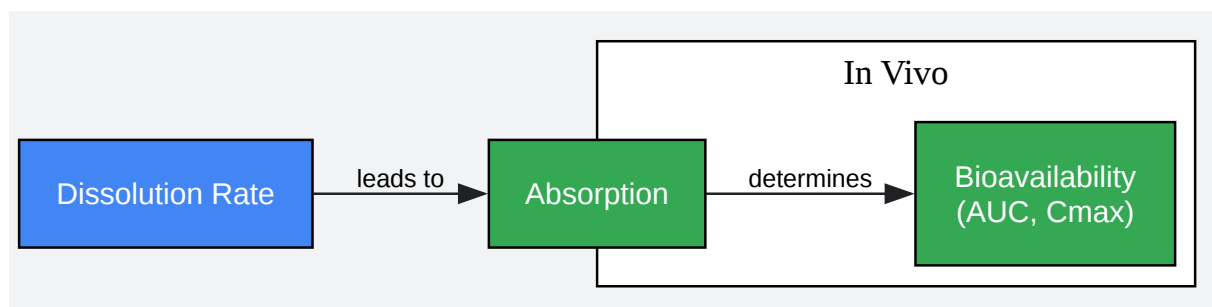 In Vivo
Dissolution Rate
leads to
Absorption
determines
Bioavailability
(AUC, Cmax)